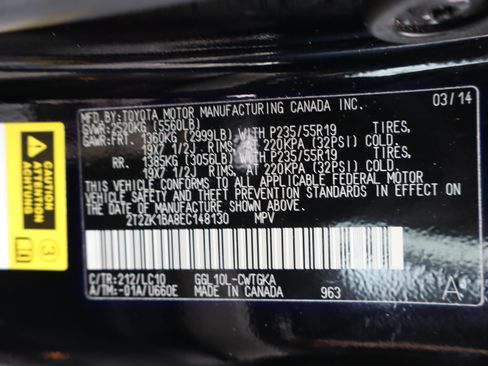 MFD.BY:TOYOTA MOTOR MANUFACTURING CANADA INC. 03/14
GVWR:2520KG (5560LB)
GAWR:FRT. 1360KG (2999LB) WITH P235/55R19 TIRES,
19X7 1/2J RIMS, AT 220KPA (32PSI) COLD.
RR. 1385KG (3056LB) WITH P235/55R19 TIRES,
19X7 1/2J RIMS, AT 220KPA (32PSI) COLD.
THIS VEHICLE CONFORMS TO ALL APPLICABLE FEDERAL MOTOR
VEHICLE SAFETY AND THEFT PREVENTION STANDARDS IN EFFECT
ON THE DATE OF MANUFACTURE SHOWN ABOVE.
2T2ZK1BA8EC148130 MPV
C/TR:212/LC10 GGL10L-CWTGKA
A/TM:-01A/U660E MADE IN CANADA 963 A
CAUTION
ATTENTION